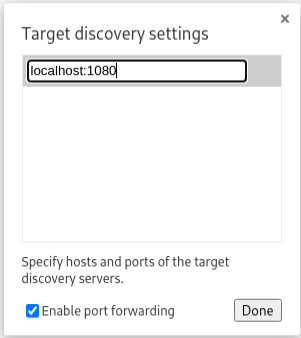 Target discovery settings
localhost:1080
Specify hosts and ports of the target
discovery servers.
Enable port forwarding
Done